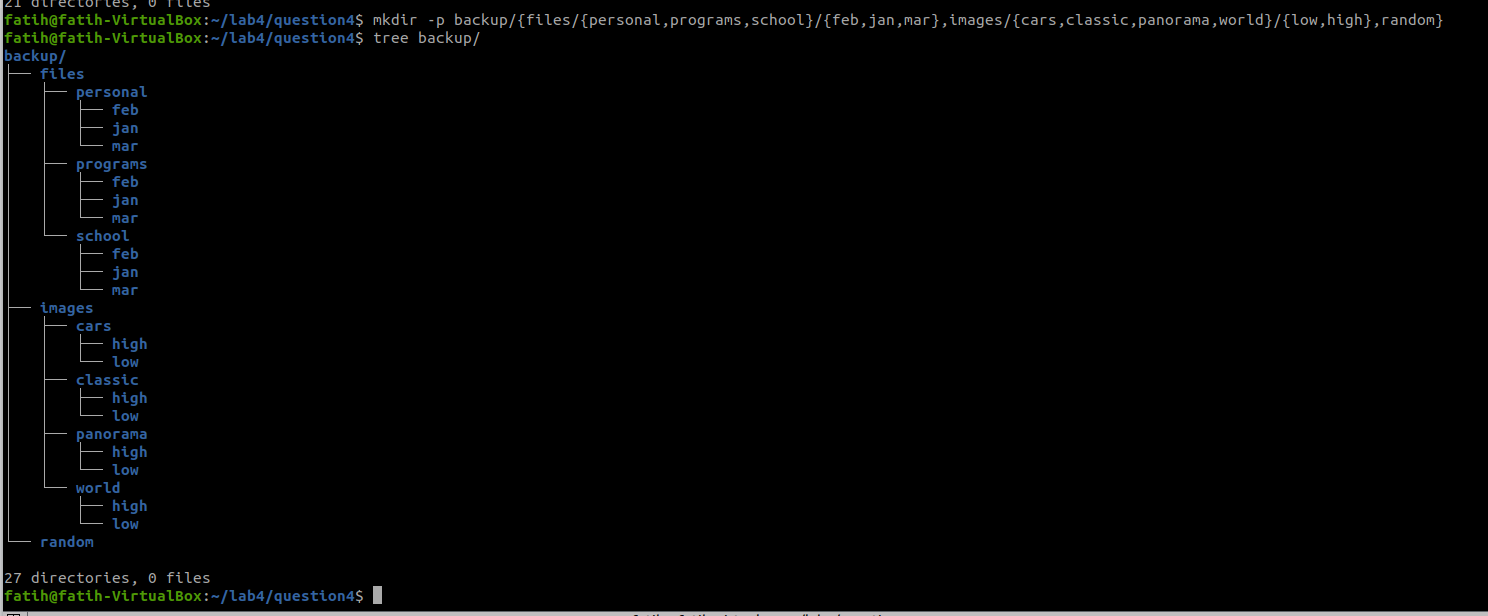 21 directories, 0 files
fatih@fatih-VirtualBox:~/lab4/question4$ mkdir -p backup/{files/{personal,programs,school}/{feb,jan,mar},images/{cars,classic,panorama,world}/{low,high},random}
fatih@fatih-VirtualBox:~/lab4/question4$ tree backup/
backup/
├── files
│   ├── personal
│   │   ├── feb
│   │   ├── jan
│   │   └── mar
│   ├── programs
│   │   ├── feb
│   │   ├── jan
│   │   └── mar
│   └── school
│       ├── feb
│       ├── jan
│       └── mar
├── images
│   ├── cars
│   │   ├── high
│   │   └── low
│   ├── classic
│   │   ├── high
│   │   └── low
│   ├── panorama
│   │   ├── high
│   │   └── low
│   └── world
│       ├── high
│       └── low
└── random
27 directories, 0 files
fatih@fatih-VirtualBox:~/lab4/question4$